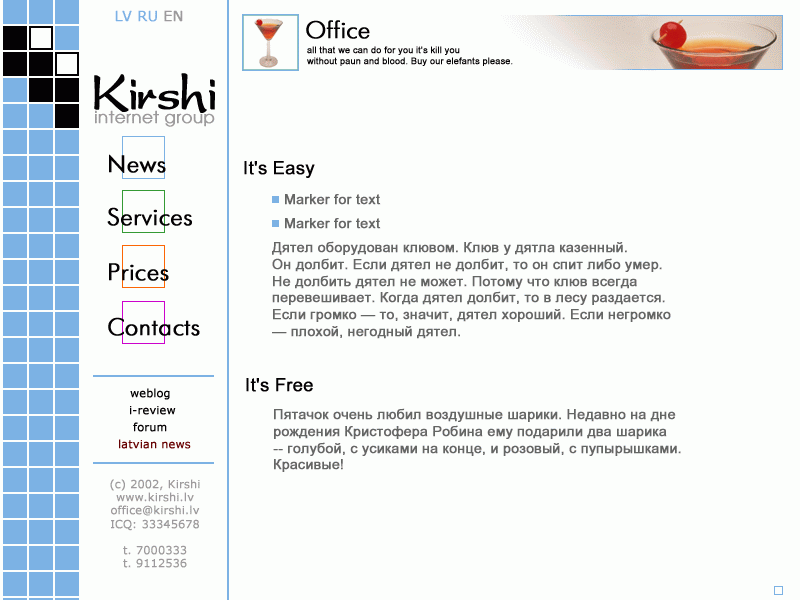 LV RU EN
Kirshi
internet group
News
Services
Prices
Contacts
weblog
i-review
forum
latvian news
(c) 2002, Kirshi
www.kirshi.lv
office@kirshi.lv
ICQ: 33345678
t. 7000333
t. 9112536
Office
all that we can do for you it's kill you
without paun and blood. Buy our elefants please.
It's Easy
Marker for text
Marker for text
Дятел оборудован клювом. Клюв у дятла казенный.
Он долбит. Если дятел не долбит, то он спит либо умер.
Не долбить дятел не может. Потому что клюв всегда
перевешивает. Когда дятел долбит, то в лесу раздается.
Если громко — то, значит, дятел хороший. Если негромко
— плохой, негодный дятел.
It's Free
Пятачок очень любил воздушные шарики. Недавно на дне
рождения Кристофера Робина ему подарили два шарика
-- голубой, с усиками на конце, и розовый, с пупырышками.
Красивые!